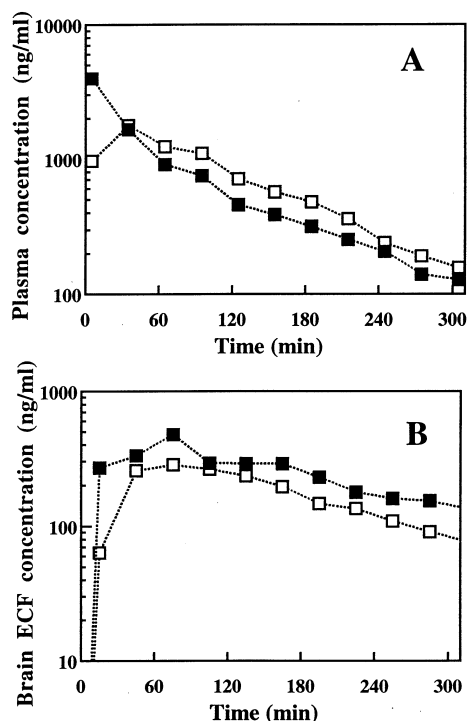 10000
1000
100
Plasma concentration (ng/ml)
A
0 60 120 180 240 300
Time (min)
1000
100
10
Brain ECF concentration (ng/ml)
B
0 60 120 180 240 300
Time (min)